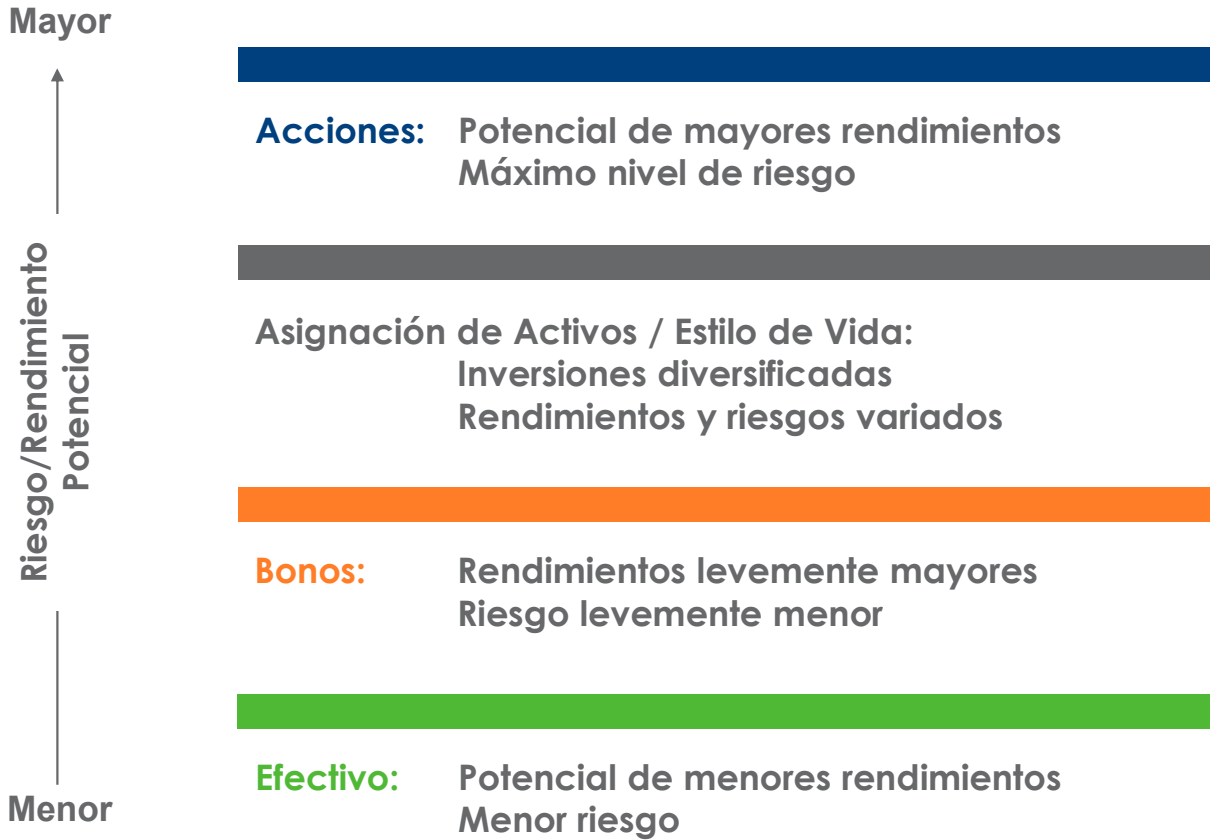 Mayor
Riesgo/Rendimiento
Potencial
Menor
Acciones: Potencial de mayores rendimientos
Máximo nivel de riesgo
Asignación de Activos / Estilo de Vida:
Inversiones diversificadas
Rendimientos y riesgos variados
Bonos: Rendimientos levemente mayores
Riesgo levemente menor
Efectivo: Potencial de menores rendimientos
Menor riesgo